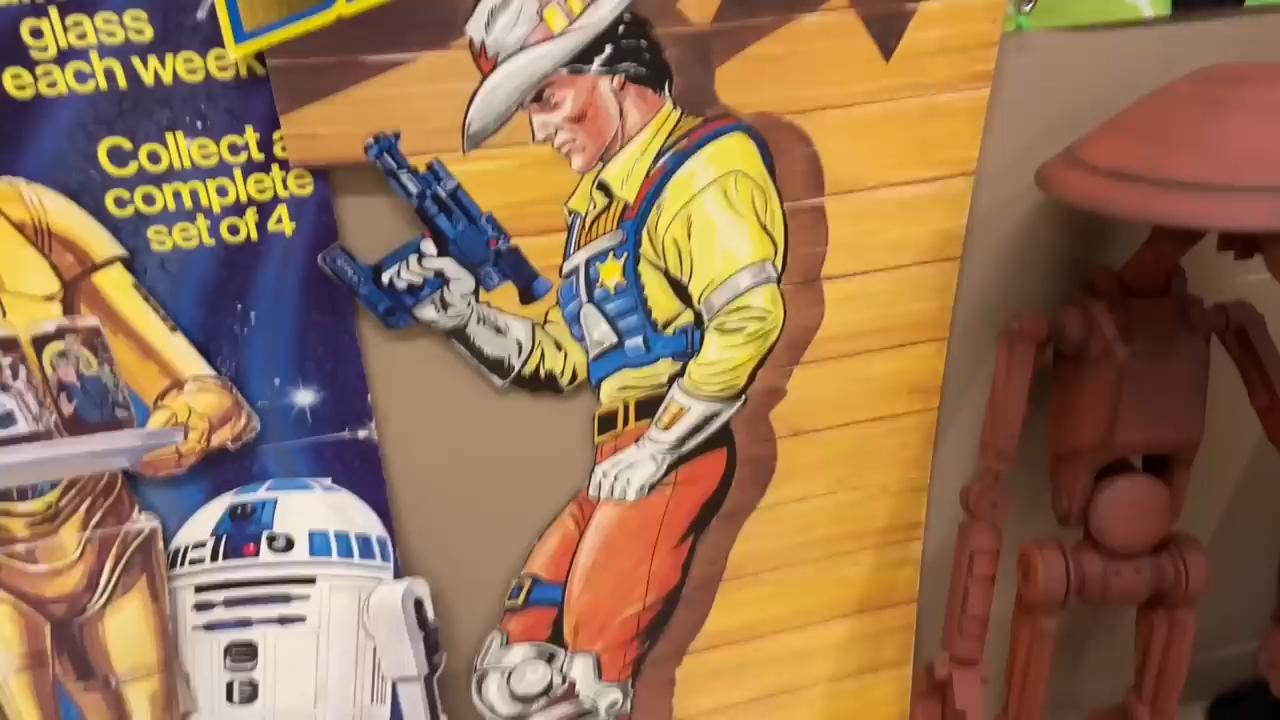 glass
each week
Collect a
complete
set of 4